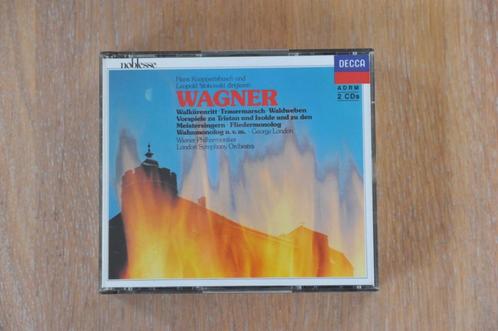 noblesse
DECCA
ADRM
2 CDs
Hans Knappertsbusch und
Leopold Stokowski dirigieren
WAGNER
Walkürenritt · Trauermarsch · Waldweben
Vorspiele zu Tristan und Isolde und zu den
Meistersingern · Fliedermonolog
Wahnmonolog u. v. m. · George London
Wiener Philharmoniker
London Symphony Orchestra